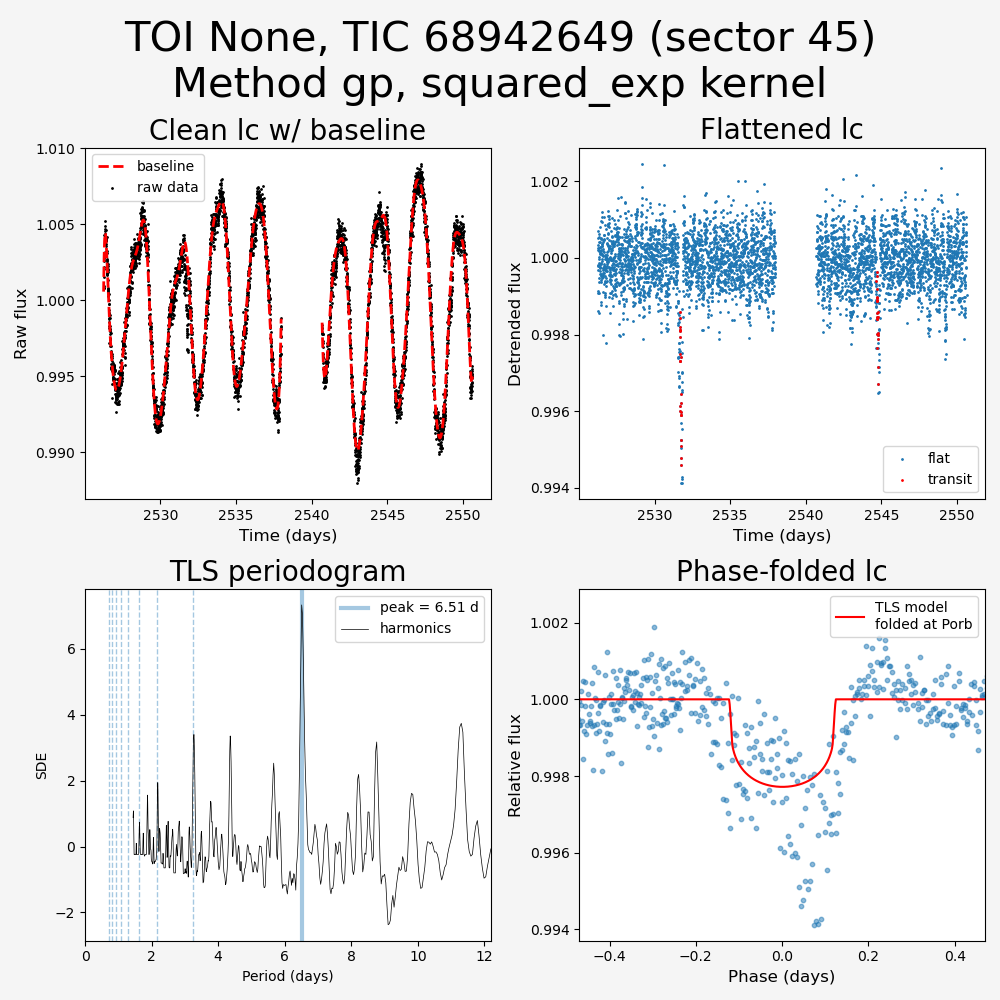 TOI None, TIC 68942649 (sector 45)
Method gp, squared_exp kernel
Clean lc w/ baseline
baseline
raw data
Raw flux
1.010
1.005
1.000
0.995
0.990
2530
2535
2540
2545
2550
Time (days)
Flattened lc
Detrended flux
1.002
1.000
0.998
0.996
0.994
flat
transit
2530
2535
2540
2545
2550
Time (days)
TLS periodogram
peak = 6.51 d
harmonics
SDE
6
4
2
0
−2
0
2
4
6
8
10
12
Period (days)
Phase-folded lc
TLS model
folded at Porb
Relative flux
1.002
1.000
0.998
0.996
0.994
−0.4
−0.2
0.0
0.2
0.4
Phase (days)